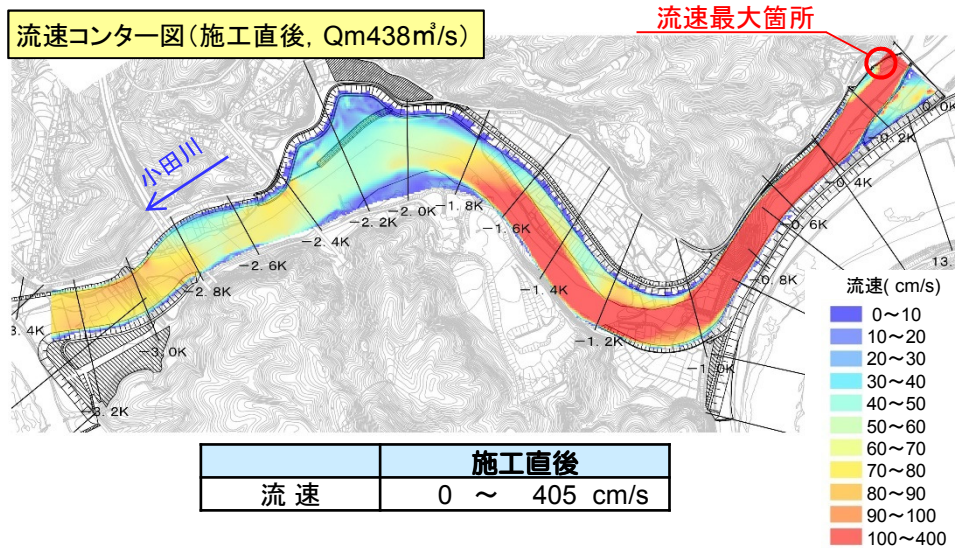 流速コンター図(施工直後, Qm438㎥/s)
流速最大箇所
小田川
0.0K
-0.2K
-0.4K
-0.6K
-0.8K
-1.0K
-1.2K
-1.4K
-1.6K
-1.8K
-2.0K
-2.2K
-2.4K
-2.6K
-2.8K
-3.0K
-3.2K
3.4K
13.
流速( cm/s)
0～10
10～20
20～30
30～40
40～50
50～60
60～70
70～80
80～90
90～100
100～400
施工直後
流 速 0 ～ 405 cm/s